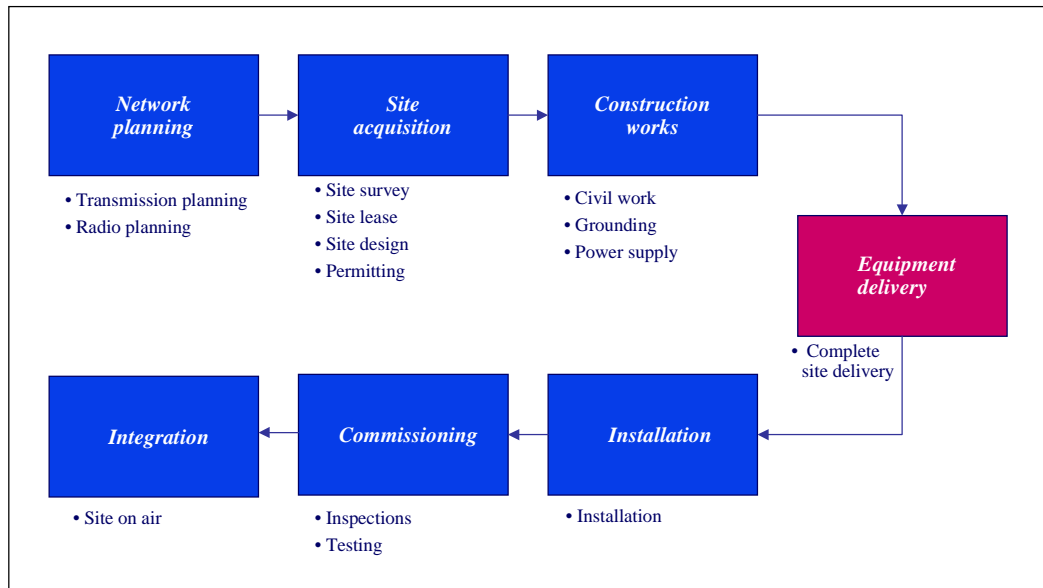 Network
planning
• Transmission planning
• Radio planning
Site
acquisition
• Site survey
• Site lease
• Site design
• Permitting
Construction
works
• Civil work
• Grounding
• Power supply
Equipment
delivery
• Complete
site delivery
Installation
• Installation
Commissioning
• Inspections
• Testing
Integration
• Site on air